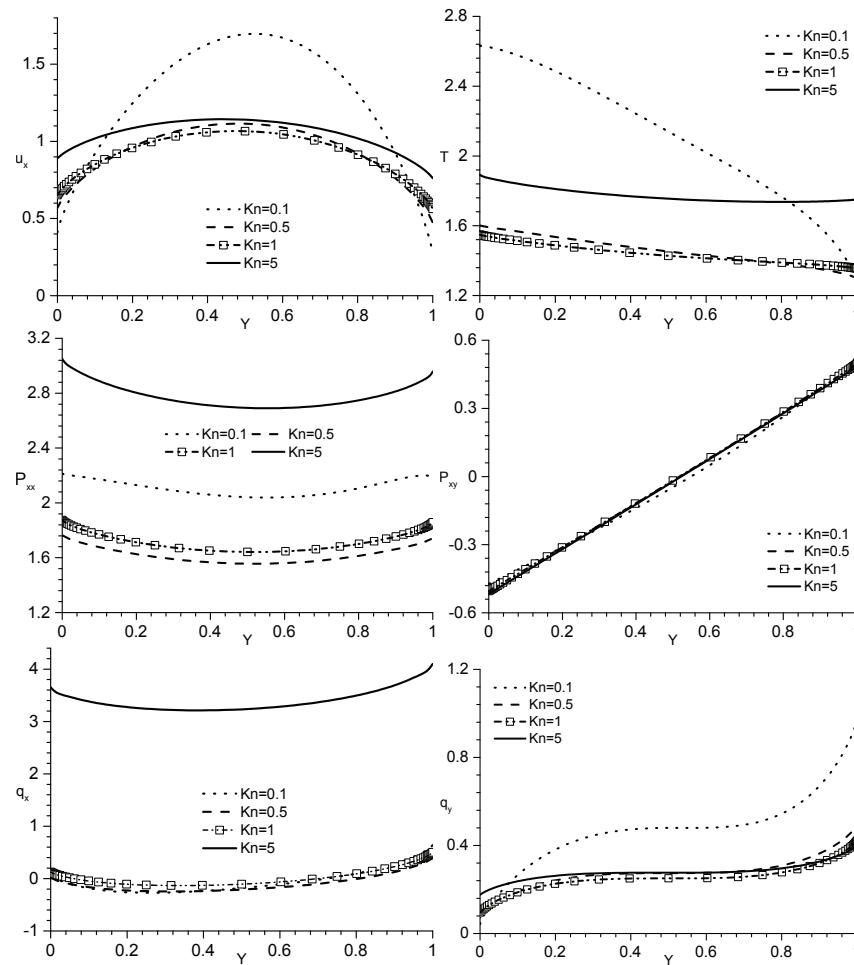 1.5
1
0.5
0
u_x
Kn=0.1
Kn=0.5
Kn=1
Kn=5
0 0.2 0.4 0.6 0.8 1
Y
2.8
2.4
2
1.6
1.2
T
Kn=0.1
Kn=0.5
Kn=1
Kn=5
0 0.2 0.4 0.6 0.8 1
Y
3.2
2.8
2.4
2
1.6
1.2
P_xx
Kn=0.1 Kn=0.5
Kn=1 Kn=5
0 0.2 0.4 0.6 0.8 1
Y
0.6
0.3
0
-0.3
-0.6
P_xy
Kn=0.1
Kn=0.5
Kn=1
Kn=5
0 0.2 0.4 0.6 0.8 1
Y
4
3
2
1
0
-1
q_x
Kn=0.1
Kn=0.5
Kn=1
Kn=5
0 0.2 0.4 0.6 0.8 1
Y
1.2
0.8
0.4
0
q_y
Kn=0.1
Kn=0.5
Kn=1
Kn=5
0 0.2 0.4 0.6 0.8 1
Y